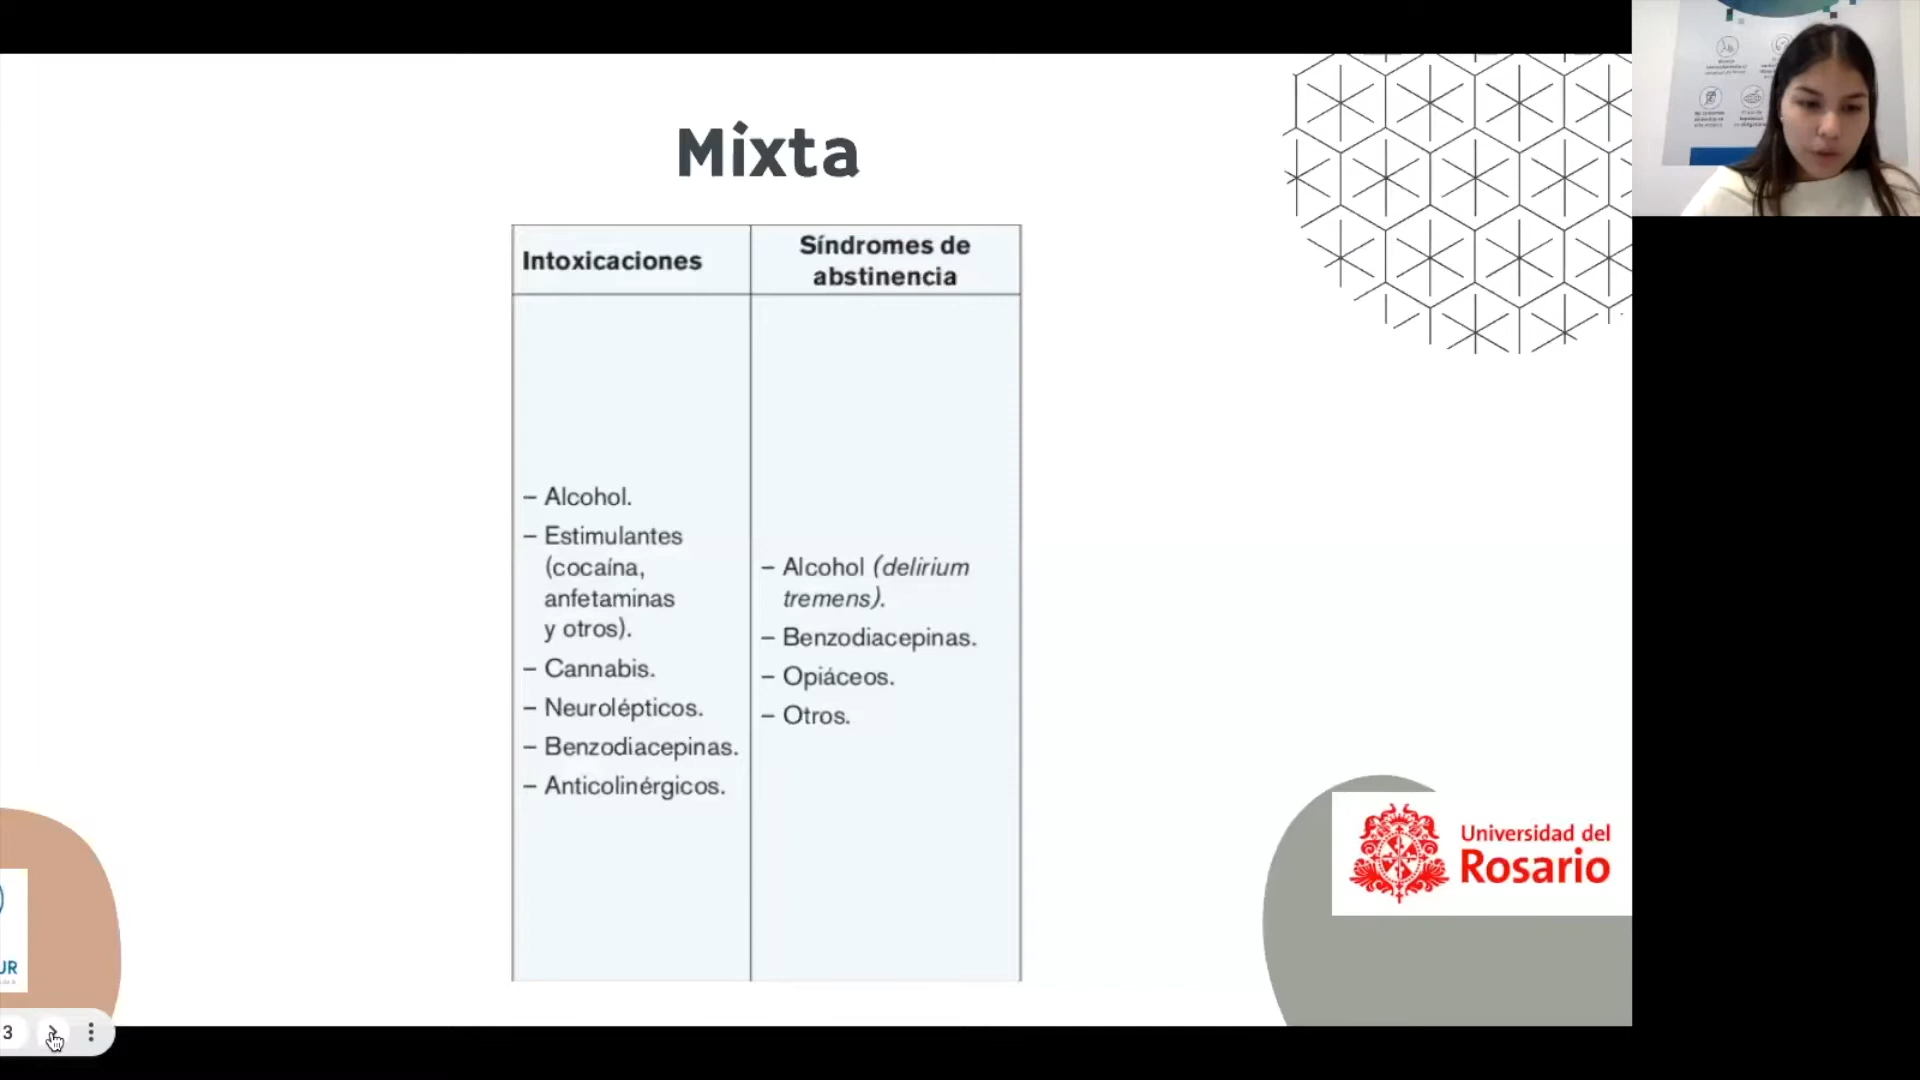 Mixta
Intoxicaciones
Síndromes de
abstinencia
– Alcohol.
– Estimulantes
(cocaína,
anfetaminas
y otros).
– Cannabis.
– Neurolépticos.
– Benzodiacepinas.
– Anticolinérgicos.
– Alcohol (delirium
tremens).
– Benzodiacepinas.
– Opiáceos.
– Otros.
Universidad del
Rosario
UR
3